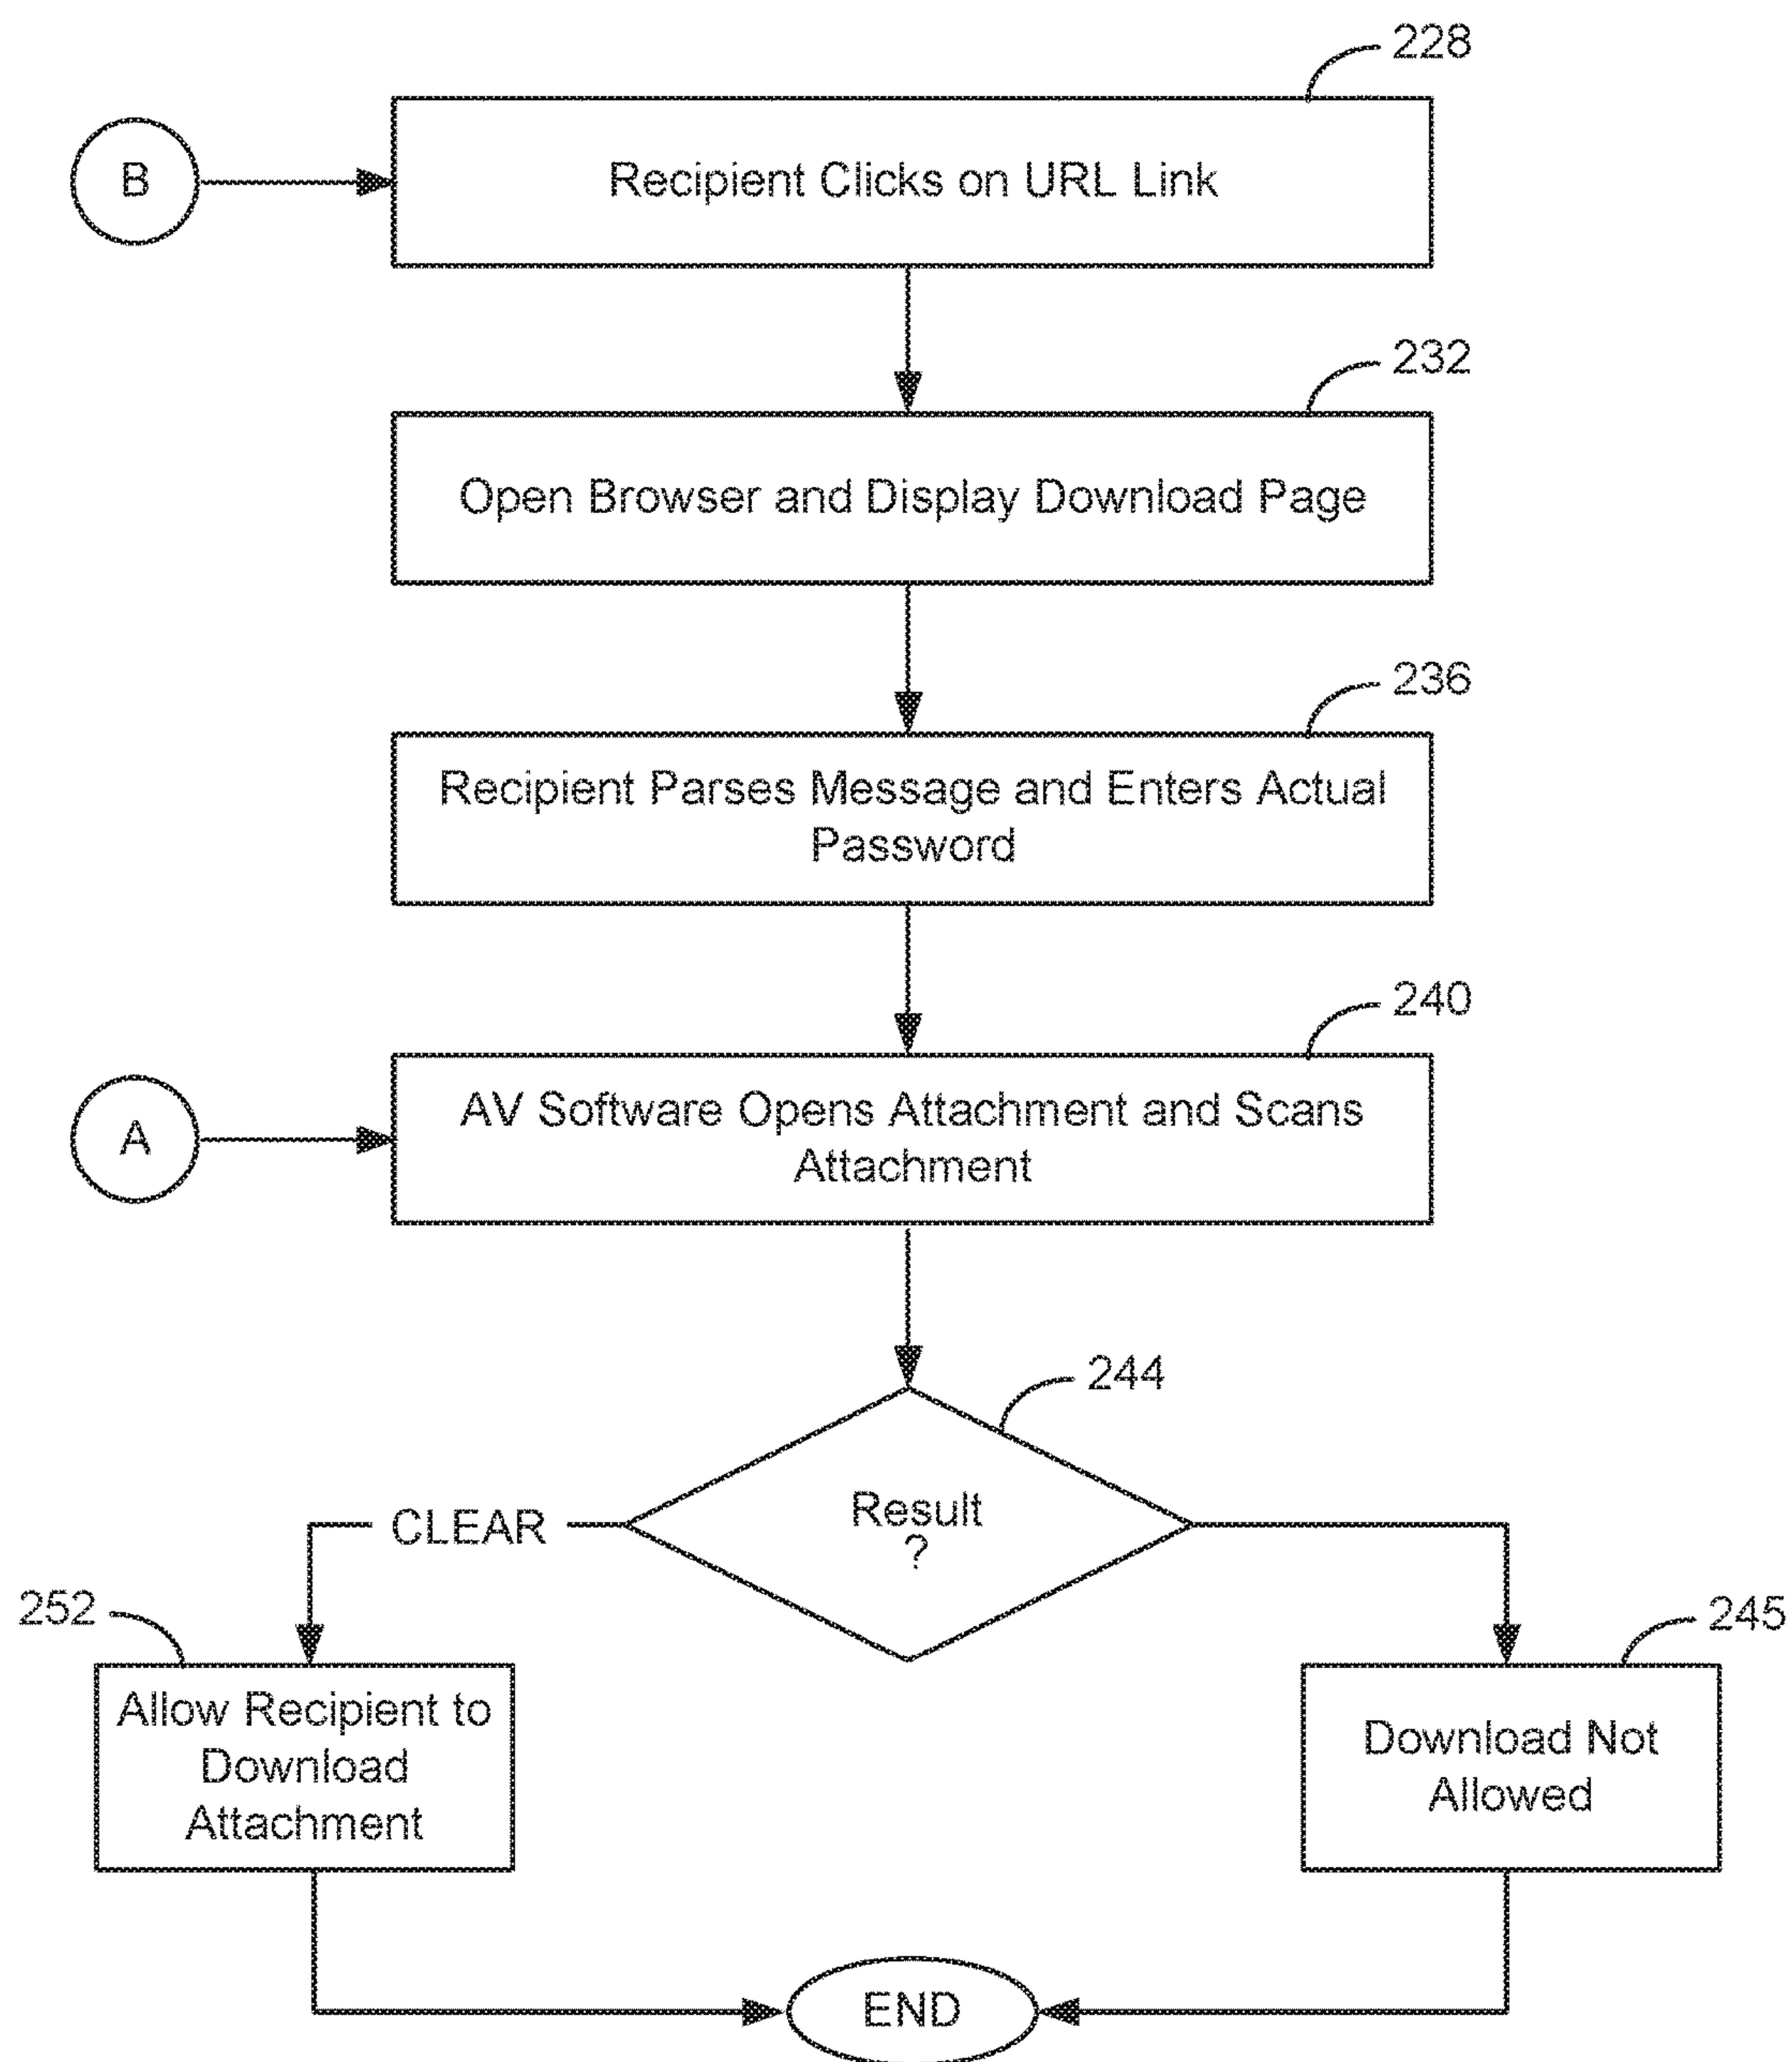 228
B
Recipient Clicks on URL Link
232
Open Browser and Display Download Page
236
Recipient Parses Message and Enters Actual
Password
240
A
AV Software Opens Attachment and Scans
Attachment
244
Result
?
CLEAR
252
245
Allow Recipient to
Download
Attachment
Download Not
Allowed
END